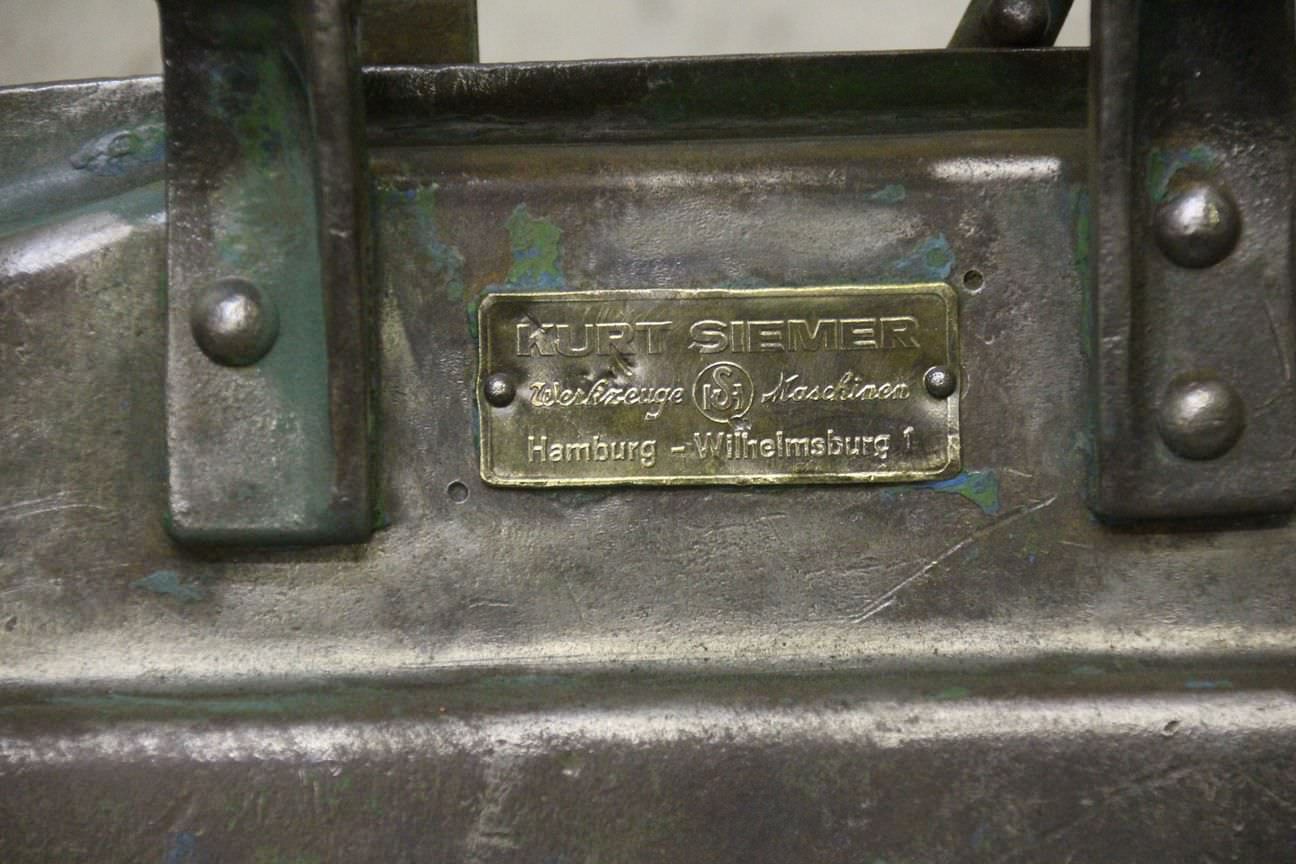 KURT SIEMER
Werkzeuge Maschinen
Hamburg - Wilhelmsburg 1